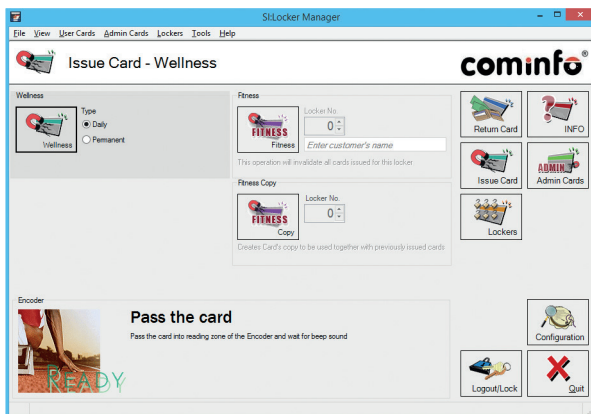 SI:Locker Manager
File View User Cards Admin Cards Lockers Tools Help
Issue Card - Wellness
cominfo®
Wellness
Type
Daily
Permanent
Wellness
Fitness
Locker No.
0
FITNESS
Fitness
Enter customer's name
This operation will invalidate all cards issued for this locker
Fitness Copy
Locker No.
0
FITNESS
Copy
Creates Card's copy to be used together with previously issued cards
Return Card
INFO
Issue Card
ADMIN
Admin Cards
Lockers
Encoder
Pass the card
Pass the card into reading zone of the Encoder and wait for beep sound
READY
Configuration
Logout/Lock
Quit